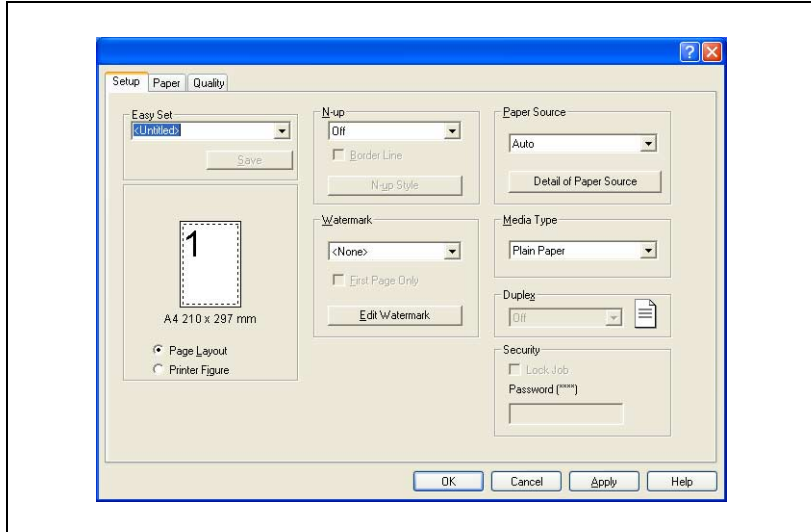 Setup
Paper
Quality
Easy Set
<Untitled>
Save
1
A4 210 x 297 mm
Page Layout
Printer Figure
N-up
Off
Border Line
N-up Style
Watermark
<None>
First Page Only
Edit Watermark
Paper Source
Auto
Detail of Paper Source
Media Type
Plain Paper
Duplex
Off
Security
Lock Job
Password (****)
OK
Cancel
Apply
Help